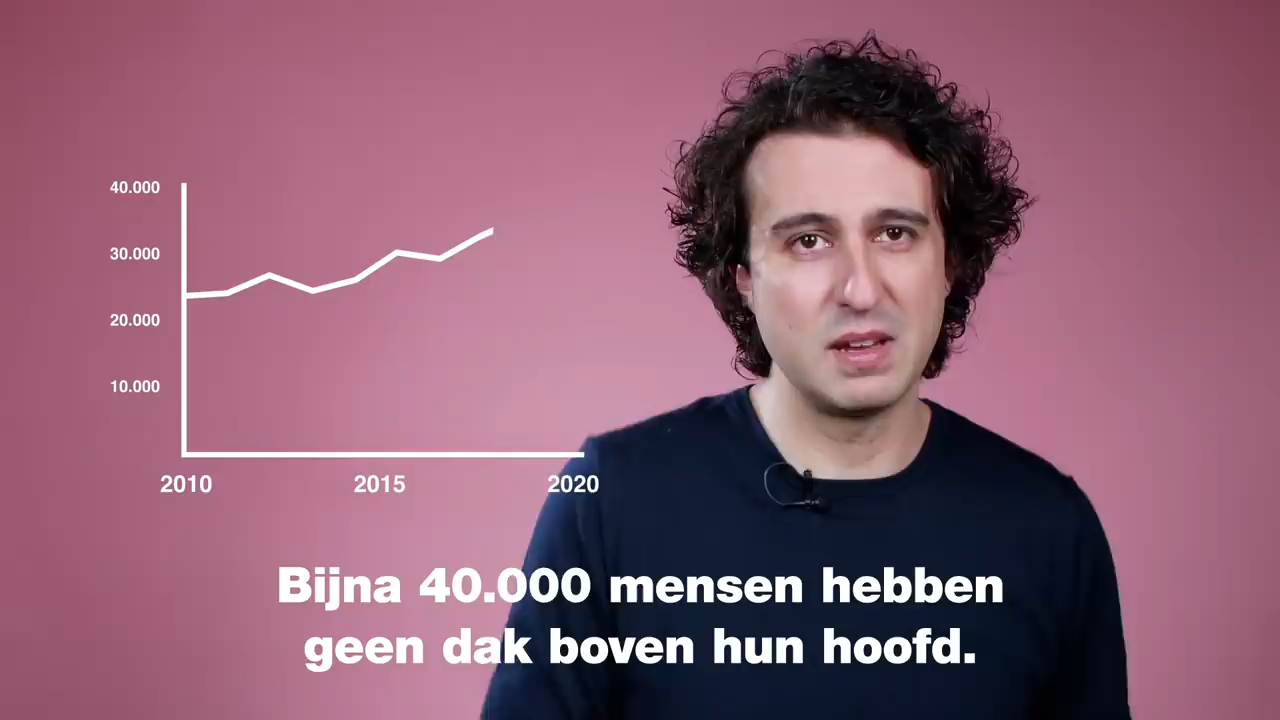 40.000
30.000
20.000
10.000
2010 2015 2020
Bijna 40.000 mensen hebben
geen dak boven hun hoofd.